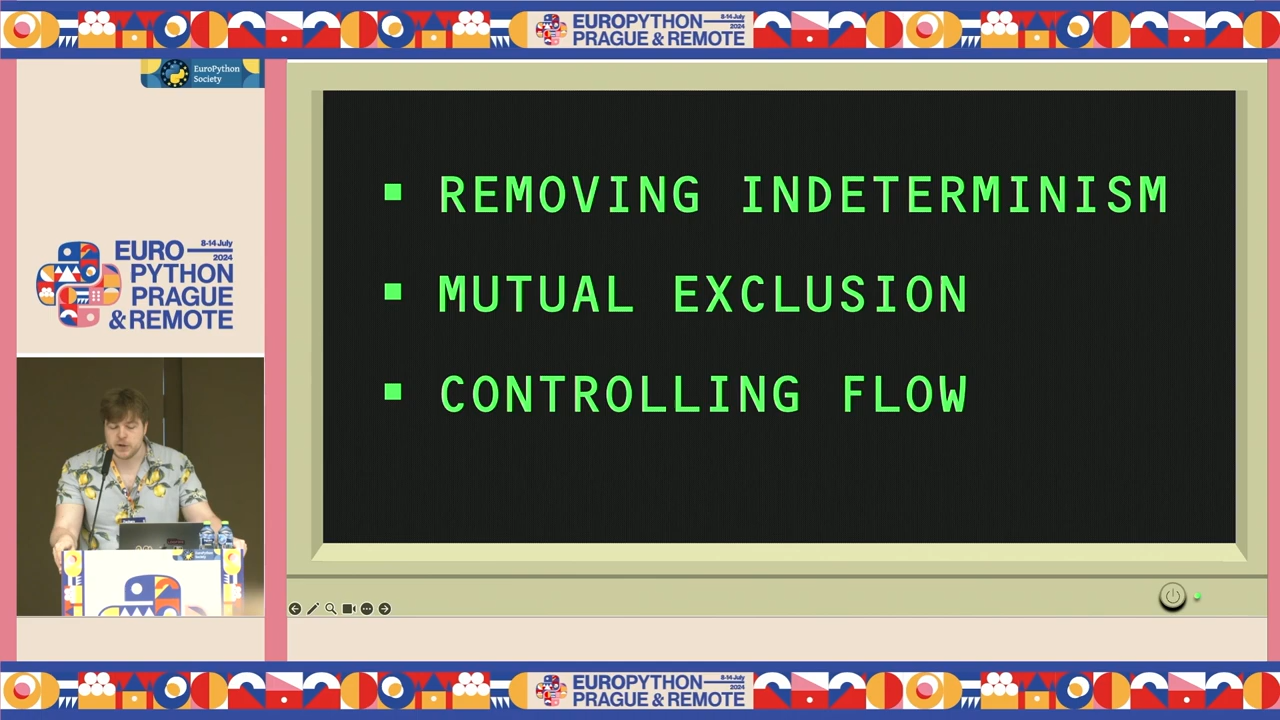 EUROPYTHON
8-14 July
2024
PRAGUE & REMOTE
EuroPython
Society
REMOVING INDETERMINISM
MUTUAL EXCLUSION
CONTROLLING FLOW
EURO
8-14 July
2024
PYTHON
PRAGUE
& REMOTE
EUROPYTHON
8-14 July
2024
PRAGUE & REMOTE